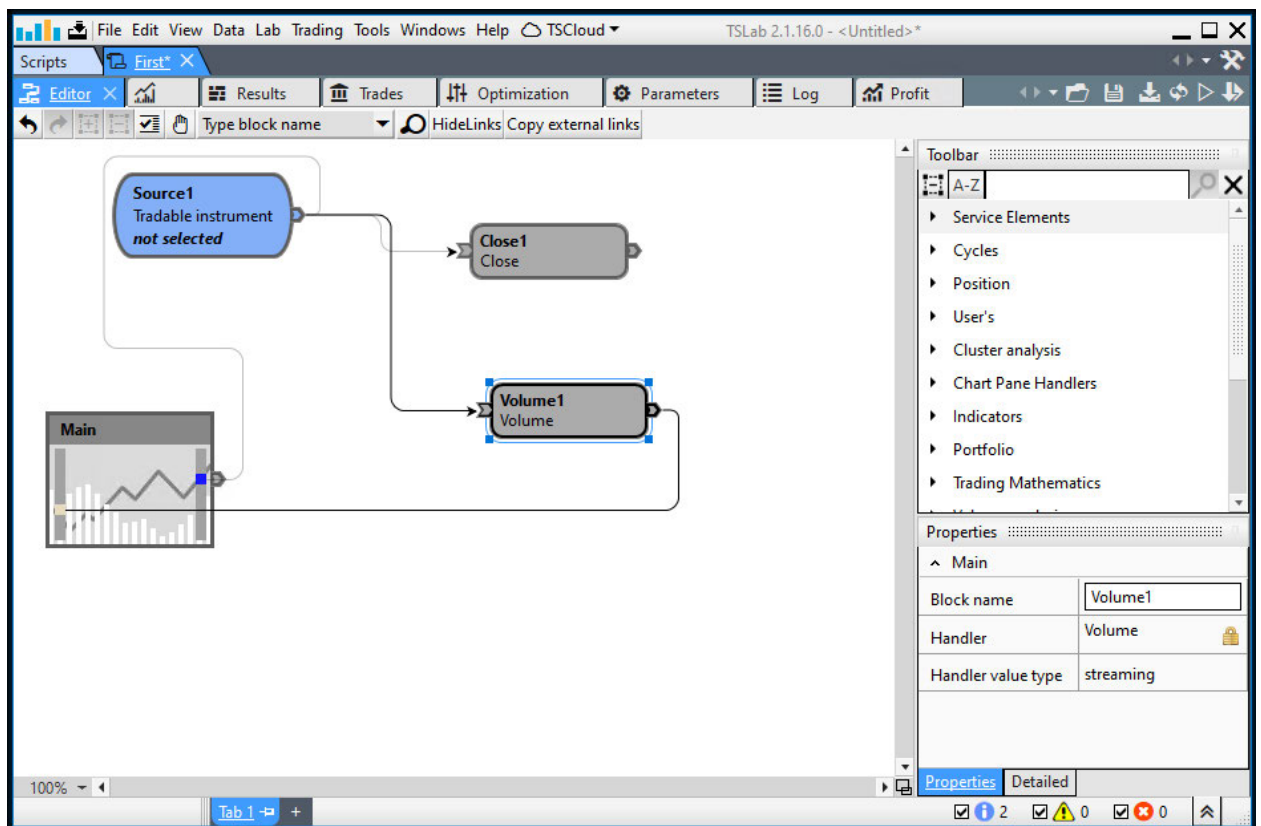 File Edit View Data Lab Trading Tools Windows Help TSCloud TSLab 2.1.16.0 - <Untitled>*
Scripts First*
Editor Results Trades Optimization Parameters Log Profit
Type block name HideLinks Copy external links
Source1
Tradable instrument
not selected
Close1
Close
Volume1
Volume
Main
Toolbar
A-Z
Service Elements
Cycles
Position
User's
Cluster analysis
Chart Pane Handlers
Indicators
Portfolio
Trading Mathematics
Properties
Main
Block name Volume1
Handler Volume
Handler value type streaming
100%
Properties Detailed
Tab 1 +
2 0 0